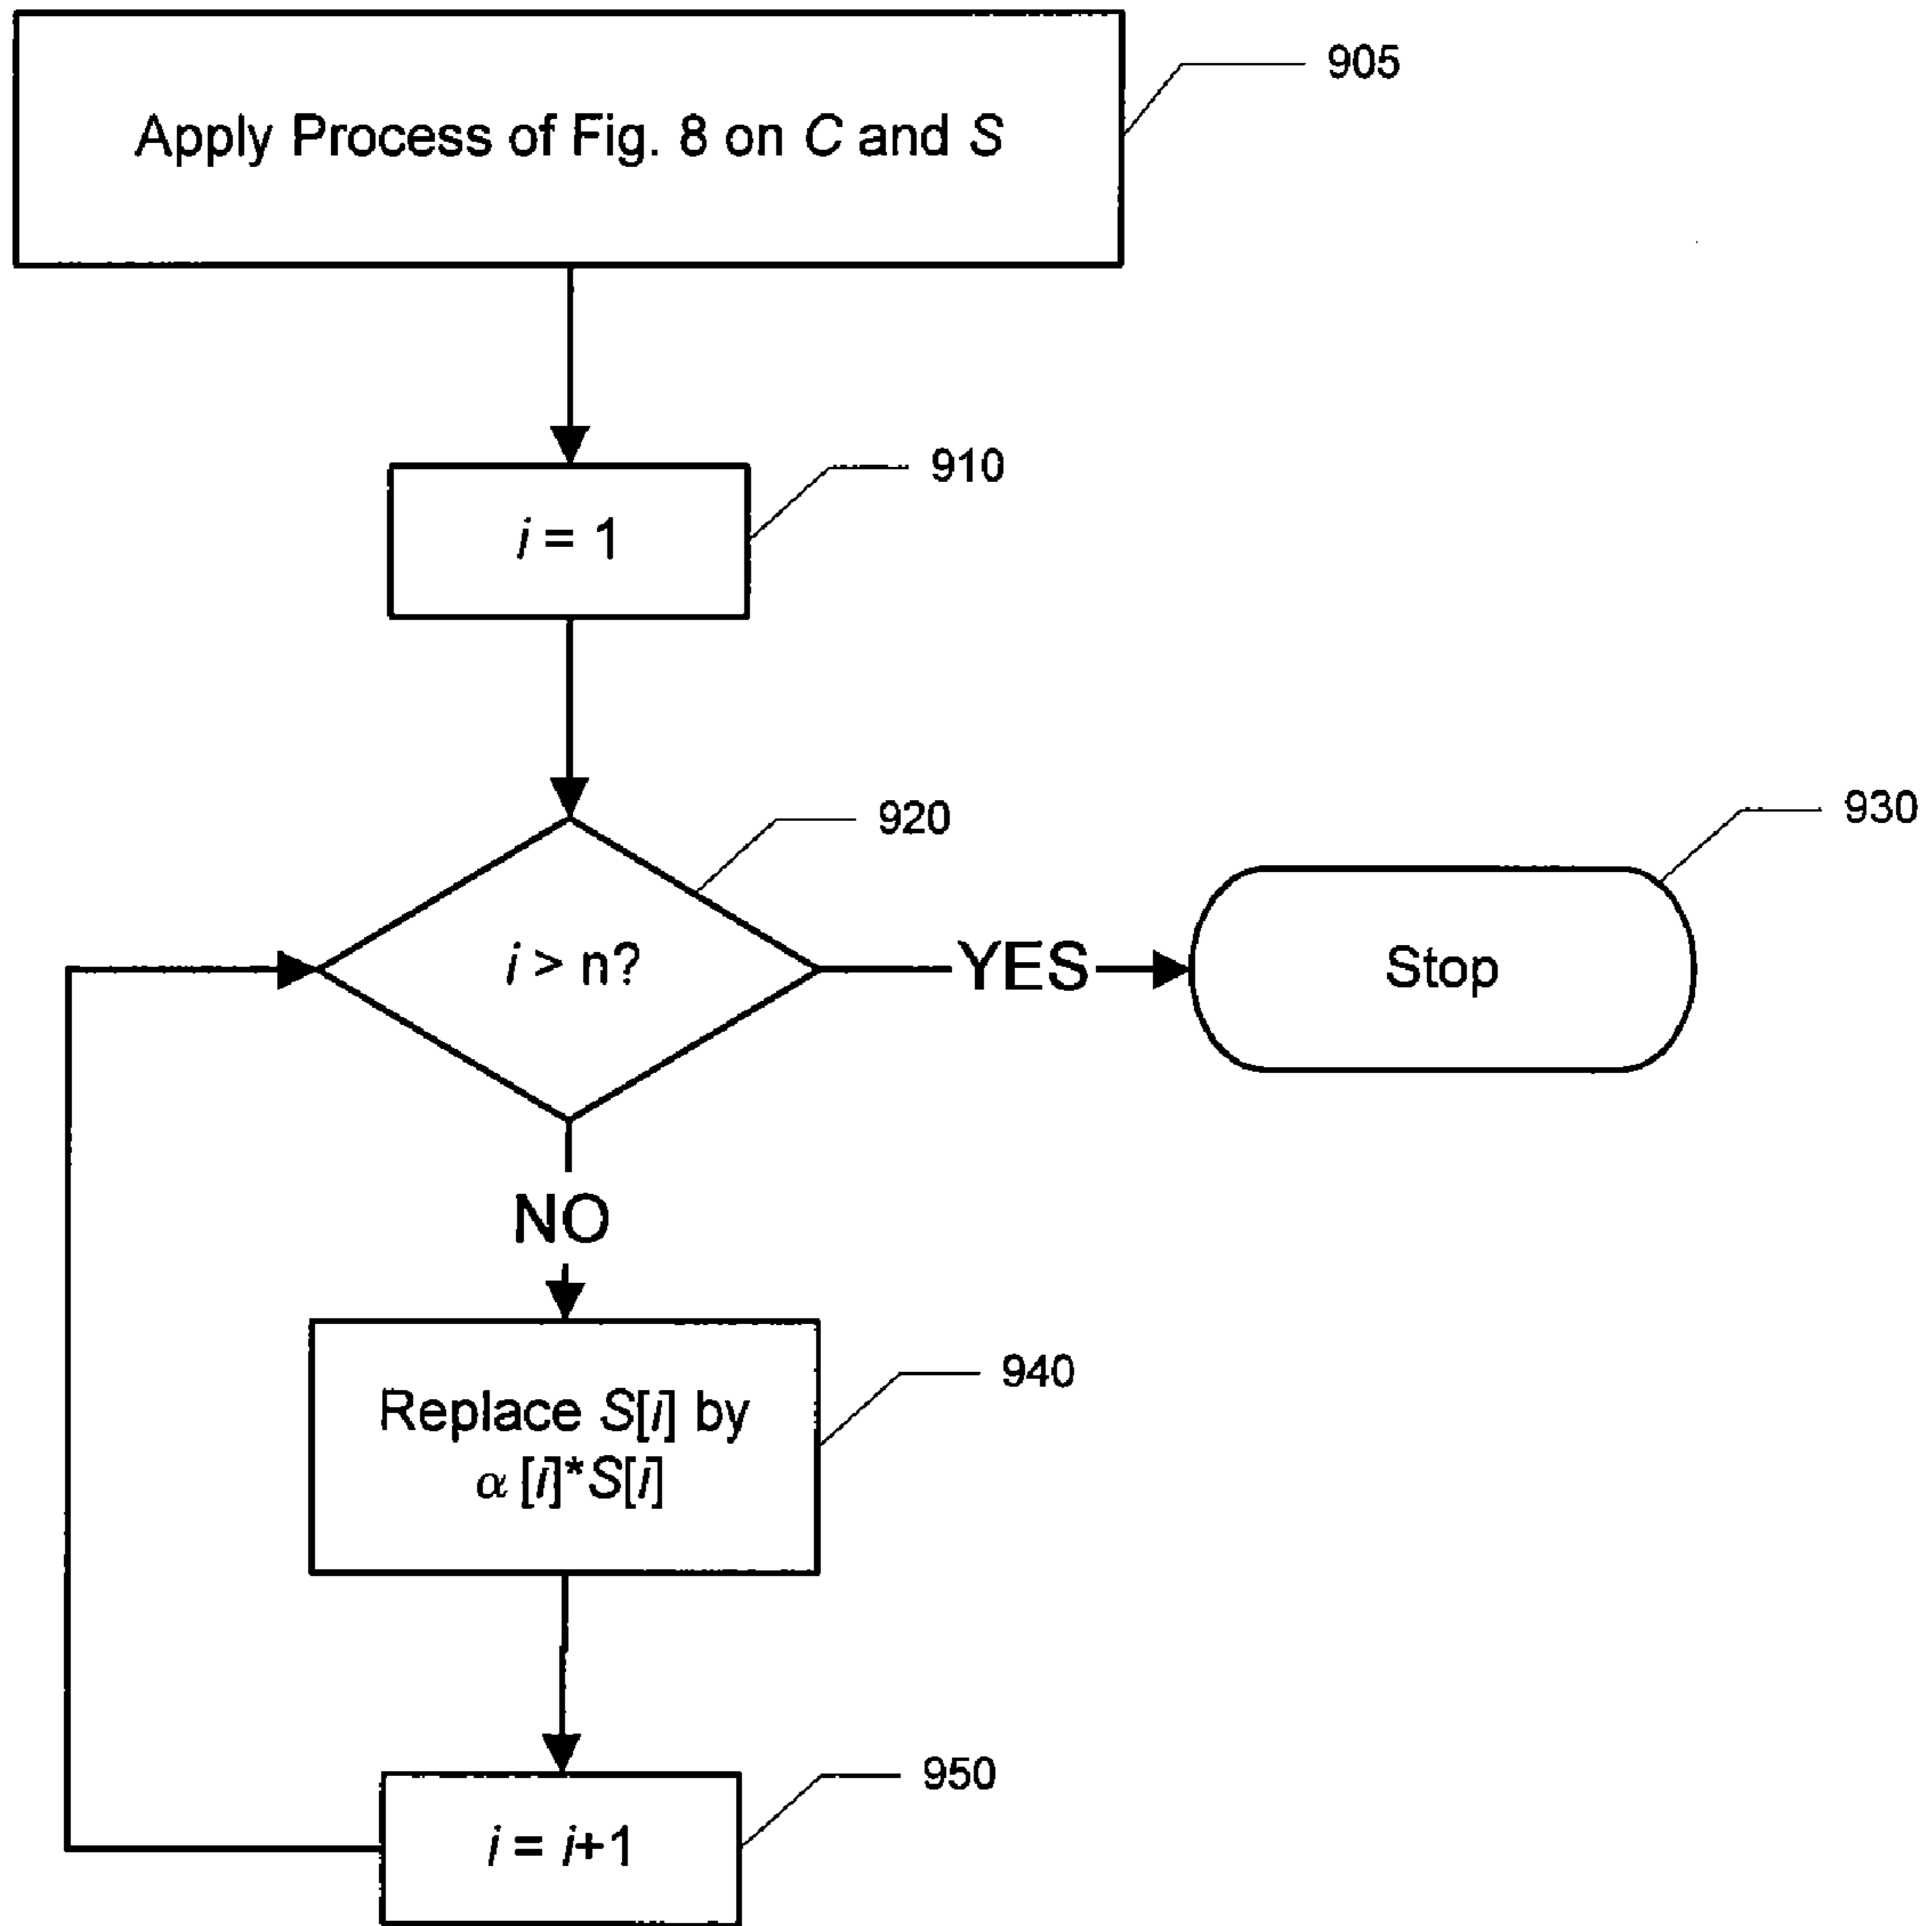 Apply Process of Fig. 8 on C and S
905
i = 1
910
i > n?
920
YES
Stop
930
NO
Replace S[i] by
α [i]*S[i]
940
i = i+1
950